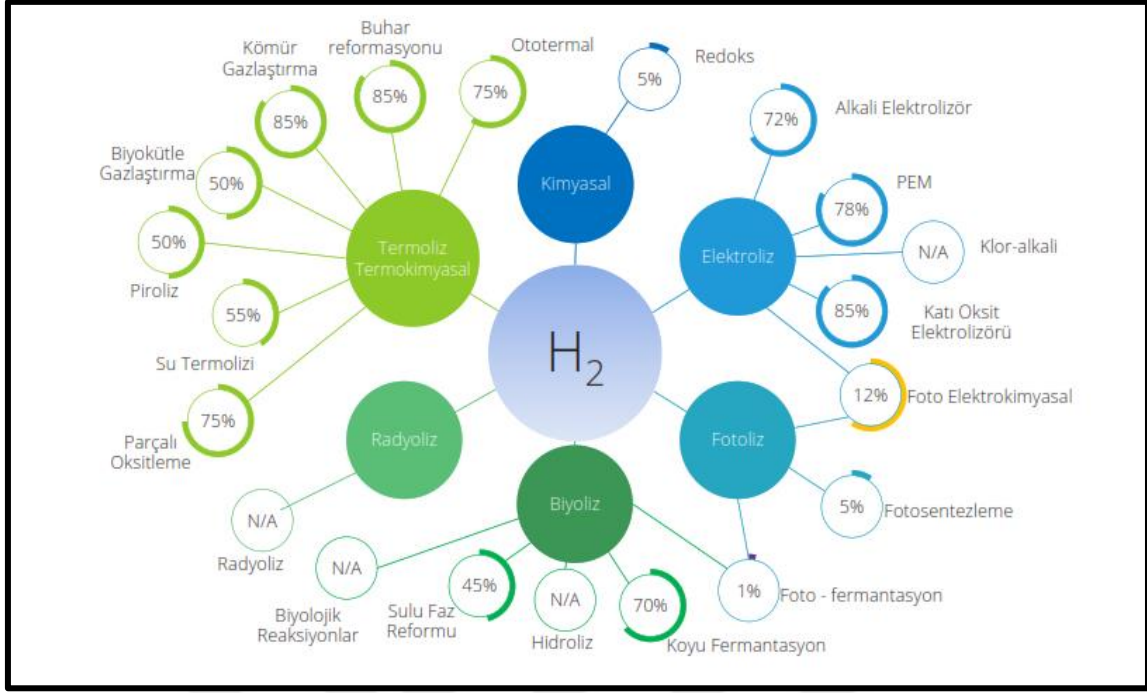 Buhar
reformasyonu
85%
Ototermal
75%
Kömür
Gazlaştırma
85%
Biyokütle
Gazlaştırma
50%
Piroliz
50%
Su Termolizi
55%
Parçalı
Oksitleme
75%
Termoliz
Termokimyasal
Redoks
5%
Kimyasal
Alkali Elektrolizör
72%
PEM
78%
Klor-alkali
N/A
Katı Oksit
Elektrolizörü
85%
Elektroliz
H2
Foto Elektrokimyasal
12%
Fotoliz
Fotosentezleme
5%
Foto - fermantasyon
1%
Radyoliz
N/A
Radyoliz
Biyoliz
N/A
Biyolojik
Reaksiyonlar
45%
Sulu Faz
Reformu
N/A
Hidroliz
70%
Koyu Fermantasyon